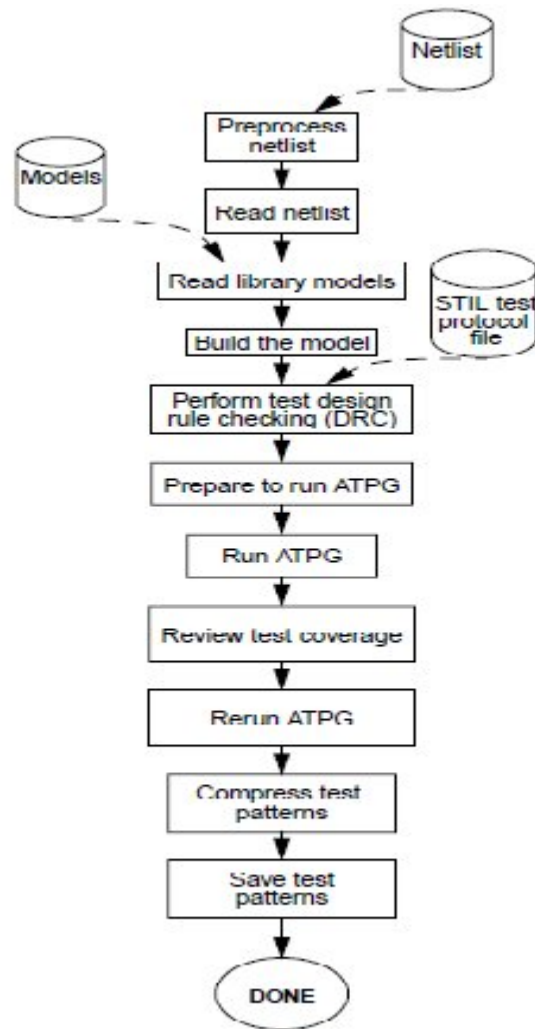 Netlist
Preprocess
netlist
Models
Read netlist
Read library models
STIL test
protocol
file
Build the model
Perform test design
rule checking (DRC)
Prepare to run ATPG
Run ATPG
Review test coverage
Rerun ATPG
Compress test
patterns
Save test
patterns
DONE